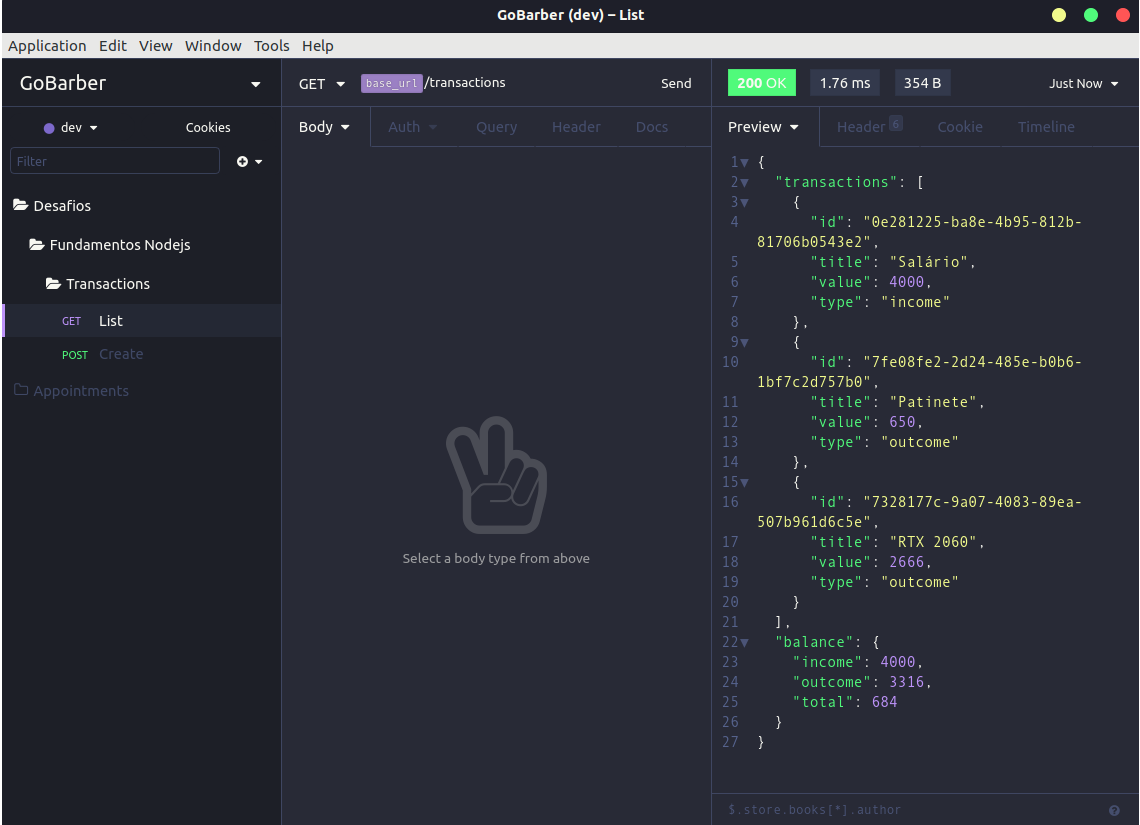 GoBarber (dev) – List
Application Edit View Window Tools Help
GoBarber
dev
Cookies
Filter
Desafios
Fundamentos Nodejs
Transactions
GET List
POST Create
Appointments
GET base_url/transactions Send
Body Auth Query Header Docs
Select a body type from above
200 OK 1.76 ms 354 B Just Now
Preview Header 6 Cookie Timeline
1 {
2 "transactions": [
3 {
4 "id": "0e281225-ba8e-4b95-812b-
81706b0543e2",
5 "title": "Salário",
6 "value": 4000,
7 "type": "income"
8 },
9 {
10 "id": "7fe08fe2-2d24-485e-b0b6-
1bf7c2d757b0",
11 "title": "Patinete",
12 "value": 650,
13 "type": "outcome"
14 },
15 {
16 "id": "7328177c-9a07-4083-89ea-
507b961d6c5e",
17 "title": "RTX 2060",
18 "value": 2666,
19 "type": "outcome"
20 }
21 ],
22 "balance": {
23 "income": 4000,
24 "outcome": 3316,
25 "total": 684
26 }
27 }
$.store.books[*].author